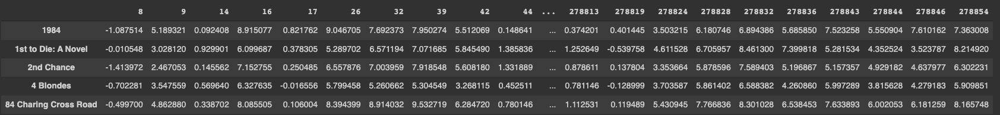 8 9 14 16 17 26 32 39 42 44 ... 278813 278819 278824 278828 278832 278836 278843 278844 278846 278854
1984 -1.087514 5.189321 0.092408 8.915077 0.821762 9.046705 7.692373 7.950274 5.512069 0.148641 ... 0.374201 0.401445 3.503215 6.180746 6.894386 5.685850 7.523258 5.550904 7.610162 7.363008
1st to Die: A Novel -0.010548 3.028120 0.929901 6.099687 0.378305 5.289702 6.571194 7.071685 5.845490 1.385836 ... 1.252649 -0.539758 4.611528 6.705957 8.461300 7.399818 5.281534 4.352524 3.523787 8.214920
2nd Chance -1.413972 2.467053 0.145562 7.152755 0.250485 6.557876 7.003959 7.918548 5.608180 1.331889 ... 0.878611 0.137804 3.353664 5.878596 7.589403 5.196867 5.157357 4.929182 4.637977 6.302231
4 Blondes -0.702281 3.547559 0.569640 6.327635 -0.016556 5.799458 5.260662 5.304549 3.268115 0.452511 ... 0.781146 -0.128999 3.703587 5.861402 6.588382 4.260860 5.997289 3.815628 4.279183 5.909851
84 Charing Cross Road -0.499700 4.862880 0.338702 8.085505 0.106004 8.394399 8.914032 9.532719 6.284720 0.780146 ... 1.112531 0.119489 5.430945 7.766836 8.301028 6.538453 7.633893 6.002053 6.181259 8.165748